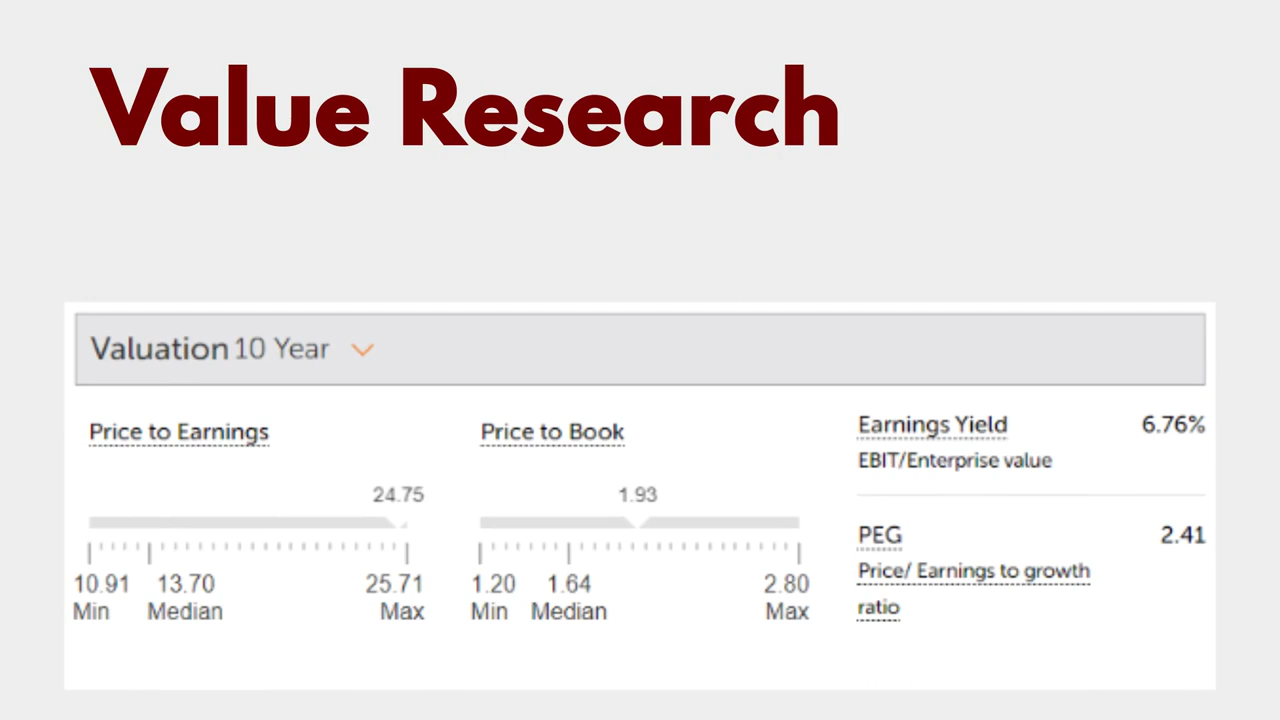 Value Research
Valuation 10 Year
Price to Earnings
24.75
10.91 13.70 25.71
Min Median Max
Price to Book
1.93
1.20 1.64 2.80
Min Median Max
Earnings Yield 6.76%
EBIT/Enterprise value
PEG 2.41
Price/ Earnings to growth
ratio